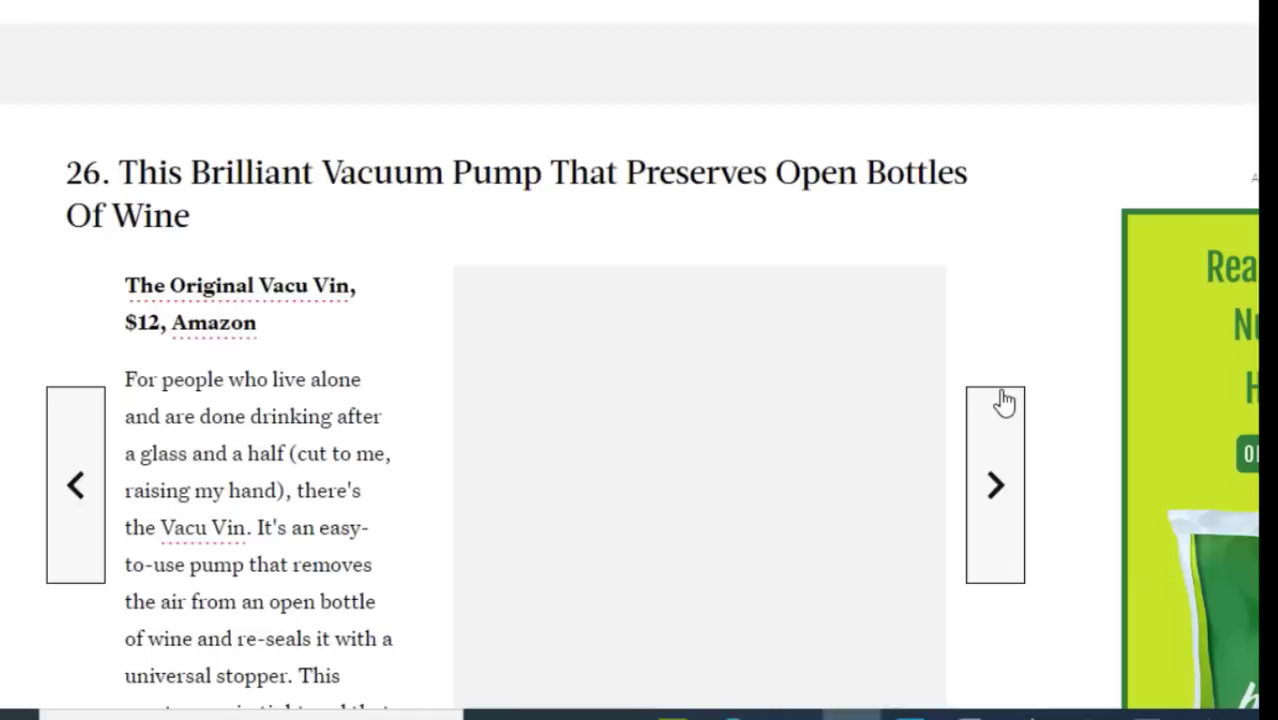 26. This Brilliant Vacuum Pump That Preserves Open Bottles
Of Wine
The Original Vacu Vin,
$12, Amazon
For people who live alone
and are done drinking after
a glass and a half (cut to me,
raising my hand), there's
the Vacu Vin. It's an easy-
to-use pump that removes
the air from an open bottle
of wine and re-seals it with a
universal stopper. This
Rea